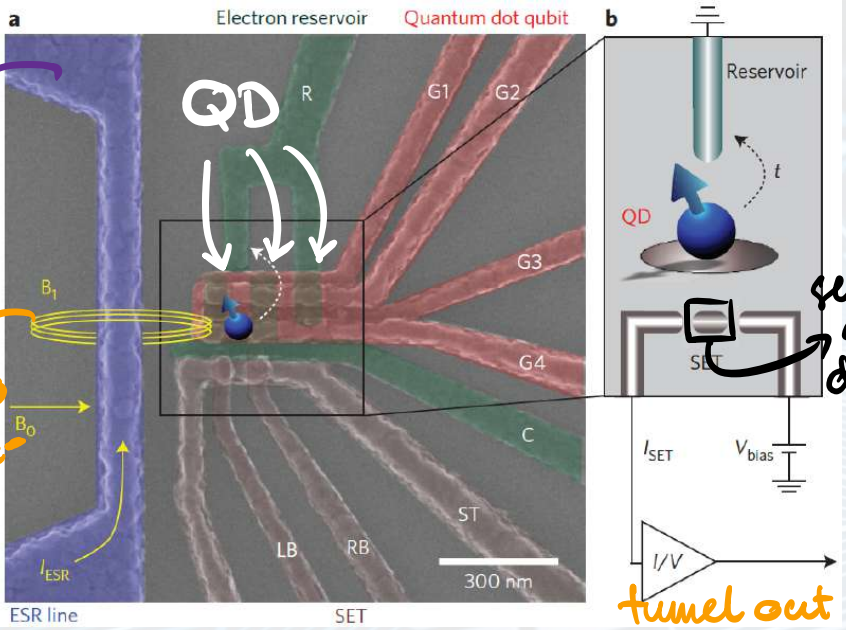 a
Electron reservoir
Quantum dot qubit
b
R
G1
G2
Reservoir
QD
t
QD
G3
B1
SET
G4
B0
C
ISET
Vbias
ST
LB
RB
IESR
I/V
300 nm
tunnel out
ESR line
SET